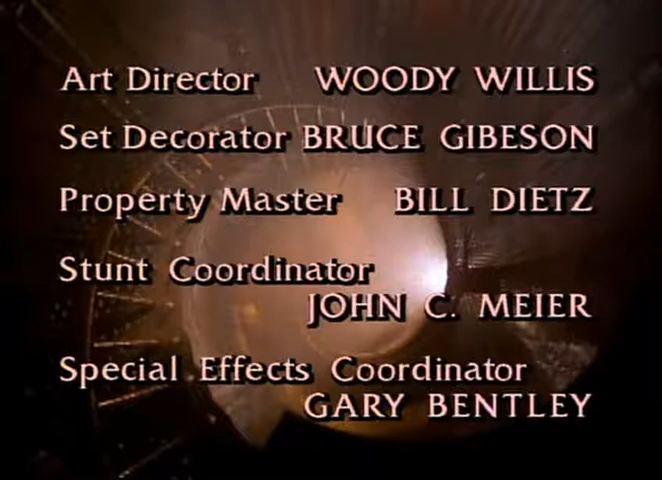 Art Director WOODY WILLIS
Set Decorator BRUCE GIBESON
Property Master BILL DIETZ
Stunt Coordinator
JOHN C. MEIER
Special Effects Coordinator
GARY BENTLEY